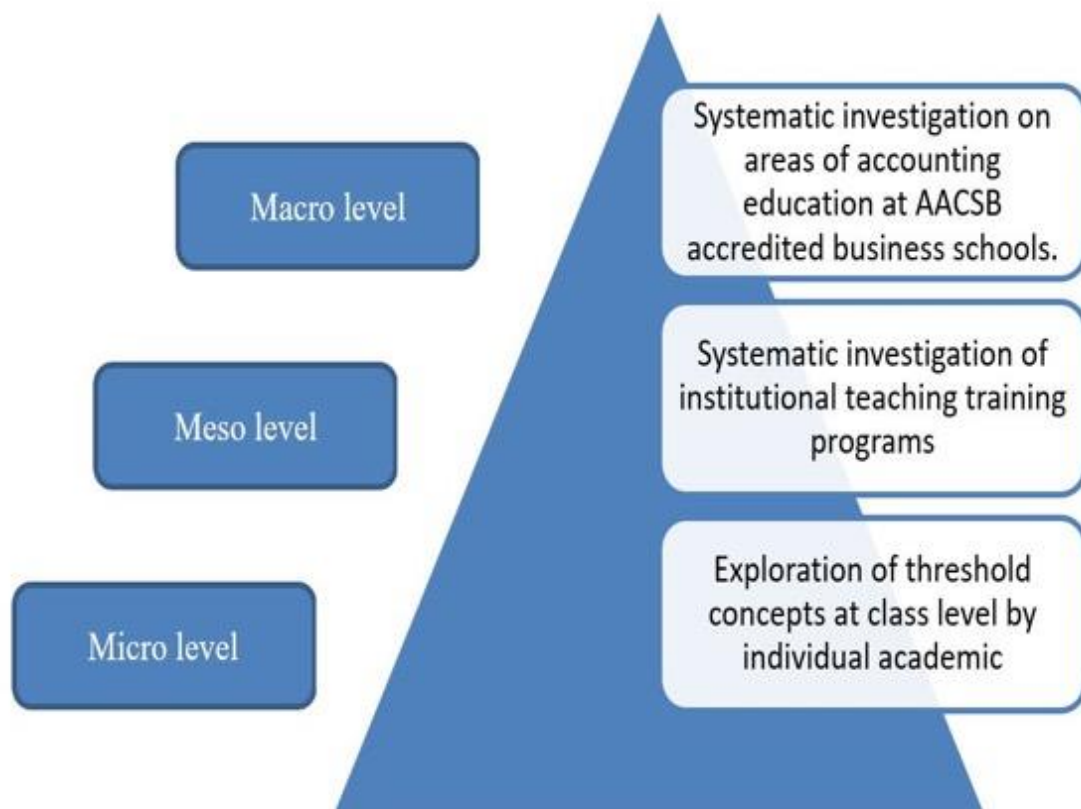 Macro level
Systematic investigation on
areas of accounting
education at AACSB
accredited business schools.
Meso level
Systematic investigation of
institutional teaching training
programs
Micro level
Exploration of threshold
concepts at class level by
individual academic